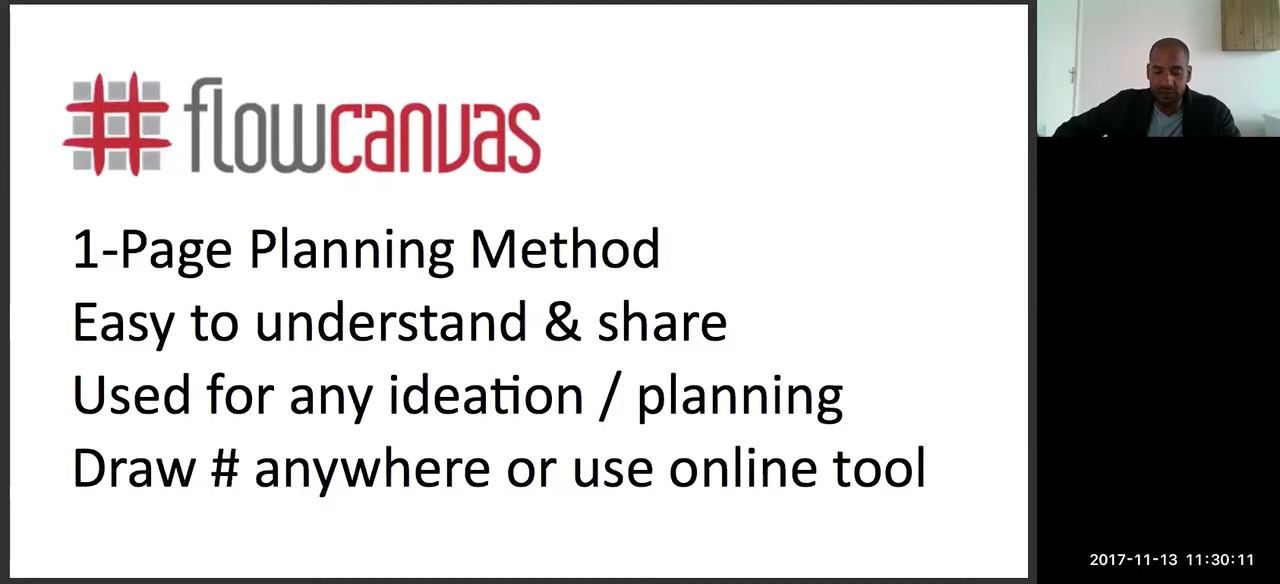 flowcanvas
1-Page Planning Method
Easy to understand & share
Used for any ideation / planning
Draw # anywhere or use online tool
2017-11-13 11:30:11